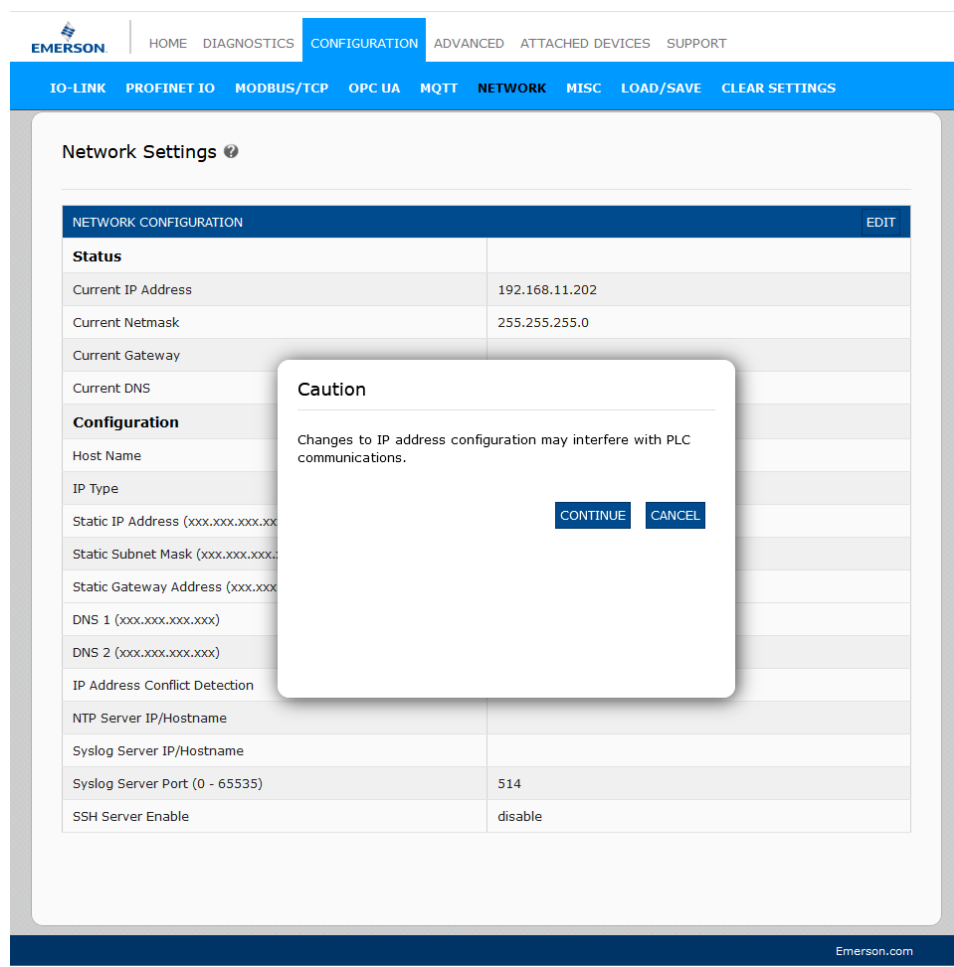 EMERSON
HOME DIAGNOSTICS CONFIGURATION ADVANCED ATTACHED DEVICES SUPPORT
IO-LINK PROFINET IO MODBUS/TCP OPC UA MQTT NETWORK MISC LOAD/SAVE CLEAR SETTINGS
Network Settings ?
NETWORK CONFIGURATION EDIT
Status
Current IP Address 192.168.11.202
Current Netmask 255.255.255.0
Current Gateway
Current DNS
Configuration
Host Name
IP Type
Static IP Address (xxx.xxx.xxx.xx
Static Subnet Mask (xxx.xxx.xxx.
Static Gateway Address (xxx.xxx
DNS 1 (xxx.xxx.xxx.xxx)
DNS 2 (xxx.xxx.xxx.xxx)
IP Address Conflict Detection
NTP Server IP/Hostname
Syslog Server IP/Hostname
Syslog Server Port (0 - 65535) 514
SSH Server Enable disable
Caution
Changes to IP address configuration may interfere with PLC
communications.
CONTINUE CANCEL
Emerson.com